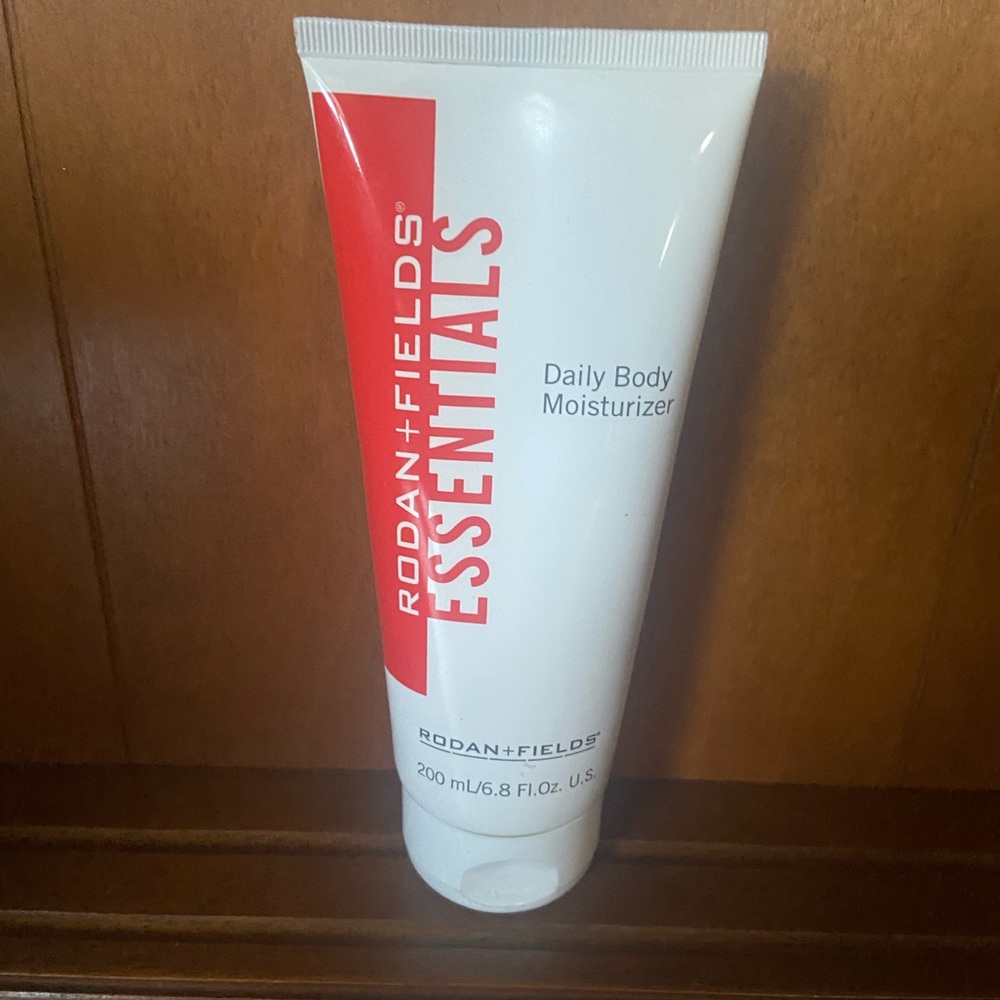 RODAN+FIELDS®
ESSENTIALS
Daily Body
Moisturizer
RODAN+FIELDS®
200 mL/6.8 Fl.Oz. U.S.